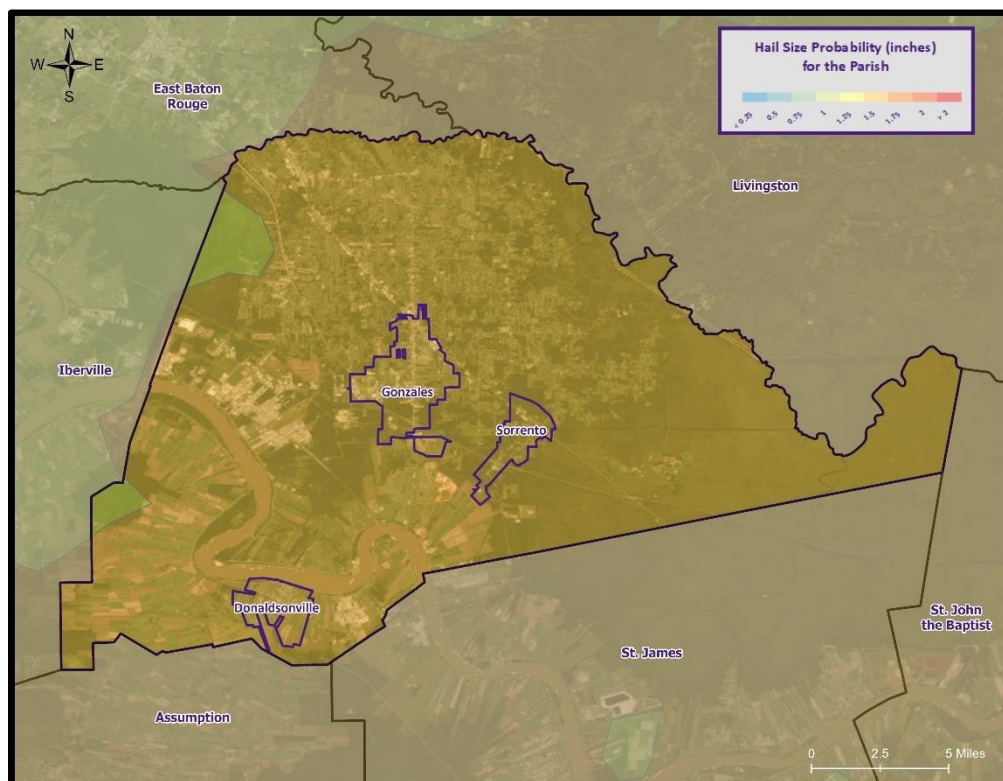 N
W E
S
Hail Size Probability (inches)
for the Parish
< 0.25 0.5 0.75 1 1.25 1.5 1.75 2 > 2
East Baton
Rouge
Livingston
Iberville
Gonzales
Sorrento
Donaldsonville
St. John
the Baptist
St. James
Assumption
0 2.5 5 Miles